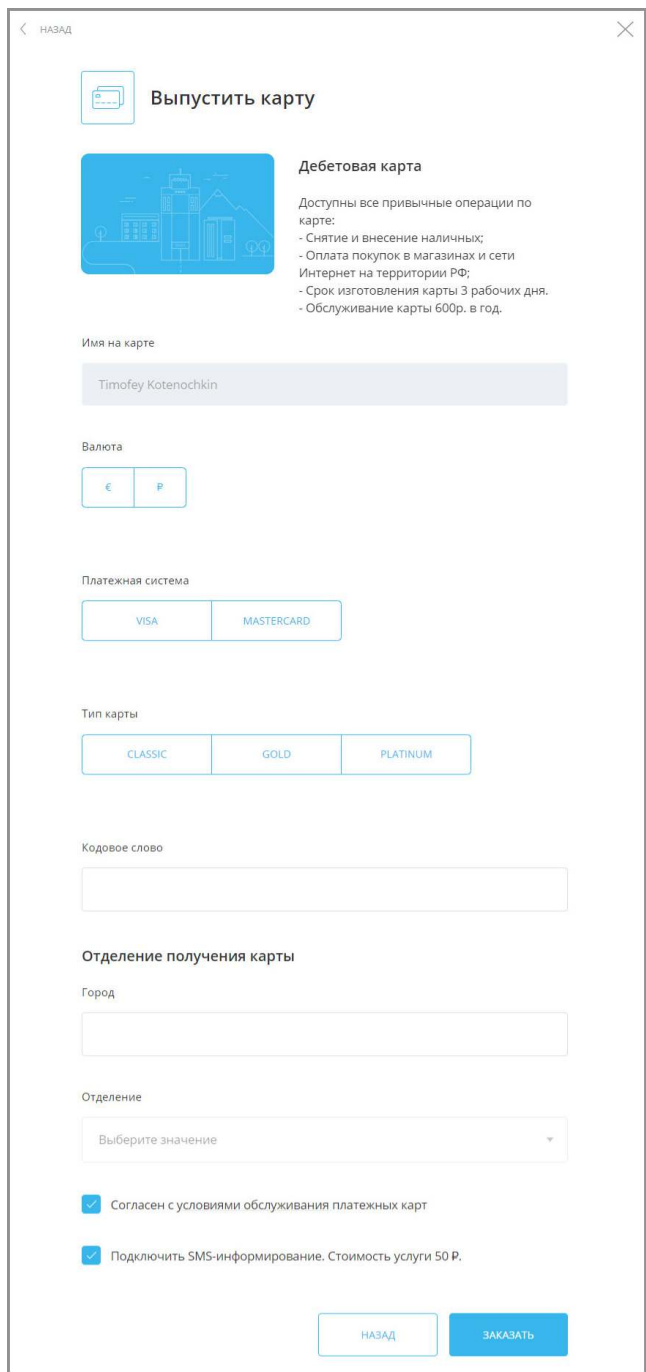 НАЗАД
Выпустить карту
Дебетовая карта
Доступны все привычные операции по
карте:
- Снятие и внесение наличных;
- Оплата покупок в магазинах и сети
Интернет на территории РФ;
- Срок изготовления карты 3 рабочих дня.
- Обслуживание карты 600р. в год.
Имя на карте
Timofey Kotenochkin
Валюта
€ ₽
Платежная система
VISA MASTERCARD
Тип карты
CLASSIC GOLD PLATINUM
Кодовое слово
Отделение получения карты
Город
Отделение
Выберите значение
Согласен с условиями обслуживания платежных карт
Подключить SMS-информирование. Стоимость услуги 50 ₽.
НАЗАД ЗАКАЗАТЬ